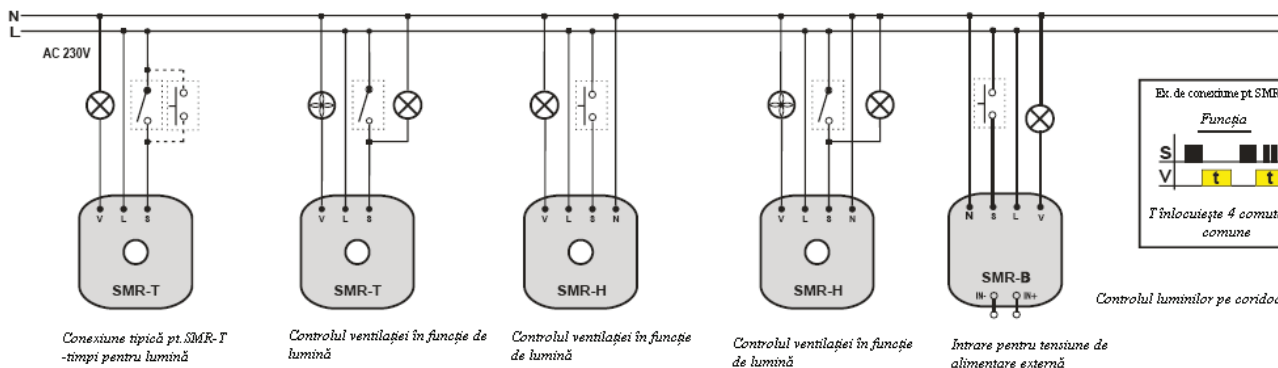 N
L
AC 230V
V L S
SMR-T
Conexiune tipică pt.SMR-T
-timpi pentru lumină
V L S
SMR-T
Controlul ventilației în funcție de
lumină
V L S N
SMR-H
Controlul ventilației în funcție
de lumină
V L S N
SMR-H
Controlul ventilației în funcție
de lumină
N S L V
SMR-B
IN- IN+
Intrare pentru tensiune de
alimentare externă
Ex. de conexiune pt SMR
Funcția
S
V t t
T înlocuiește 4 comut
comune
Controlul luminilor pe corido